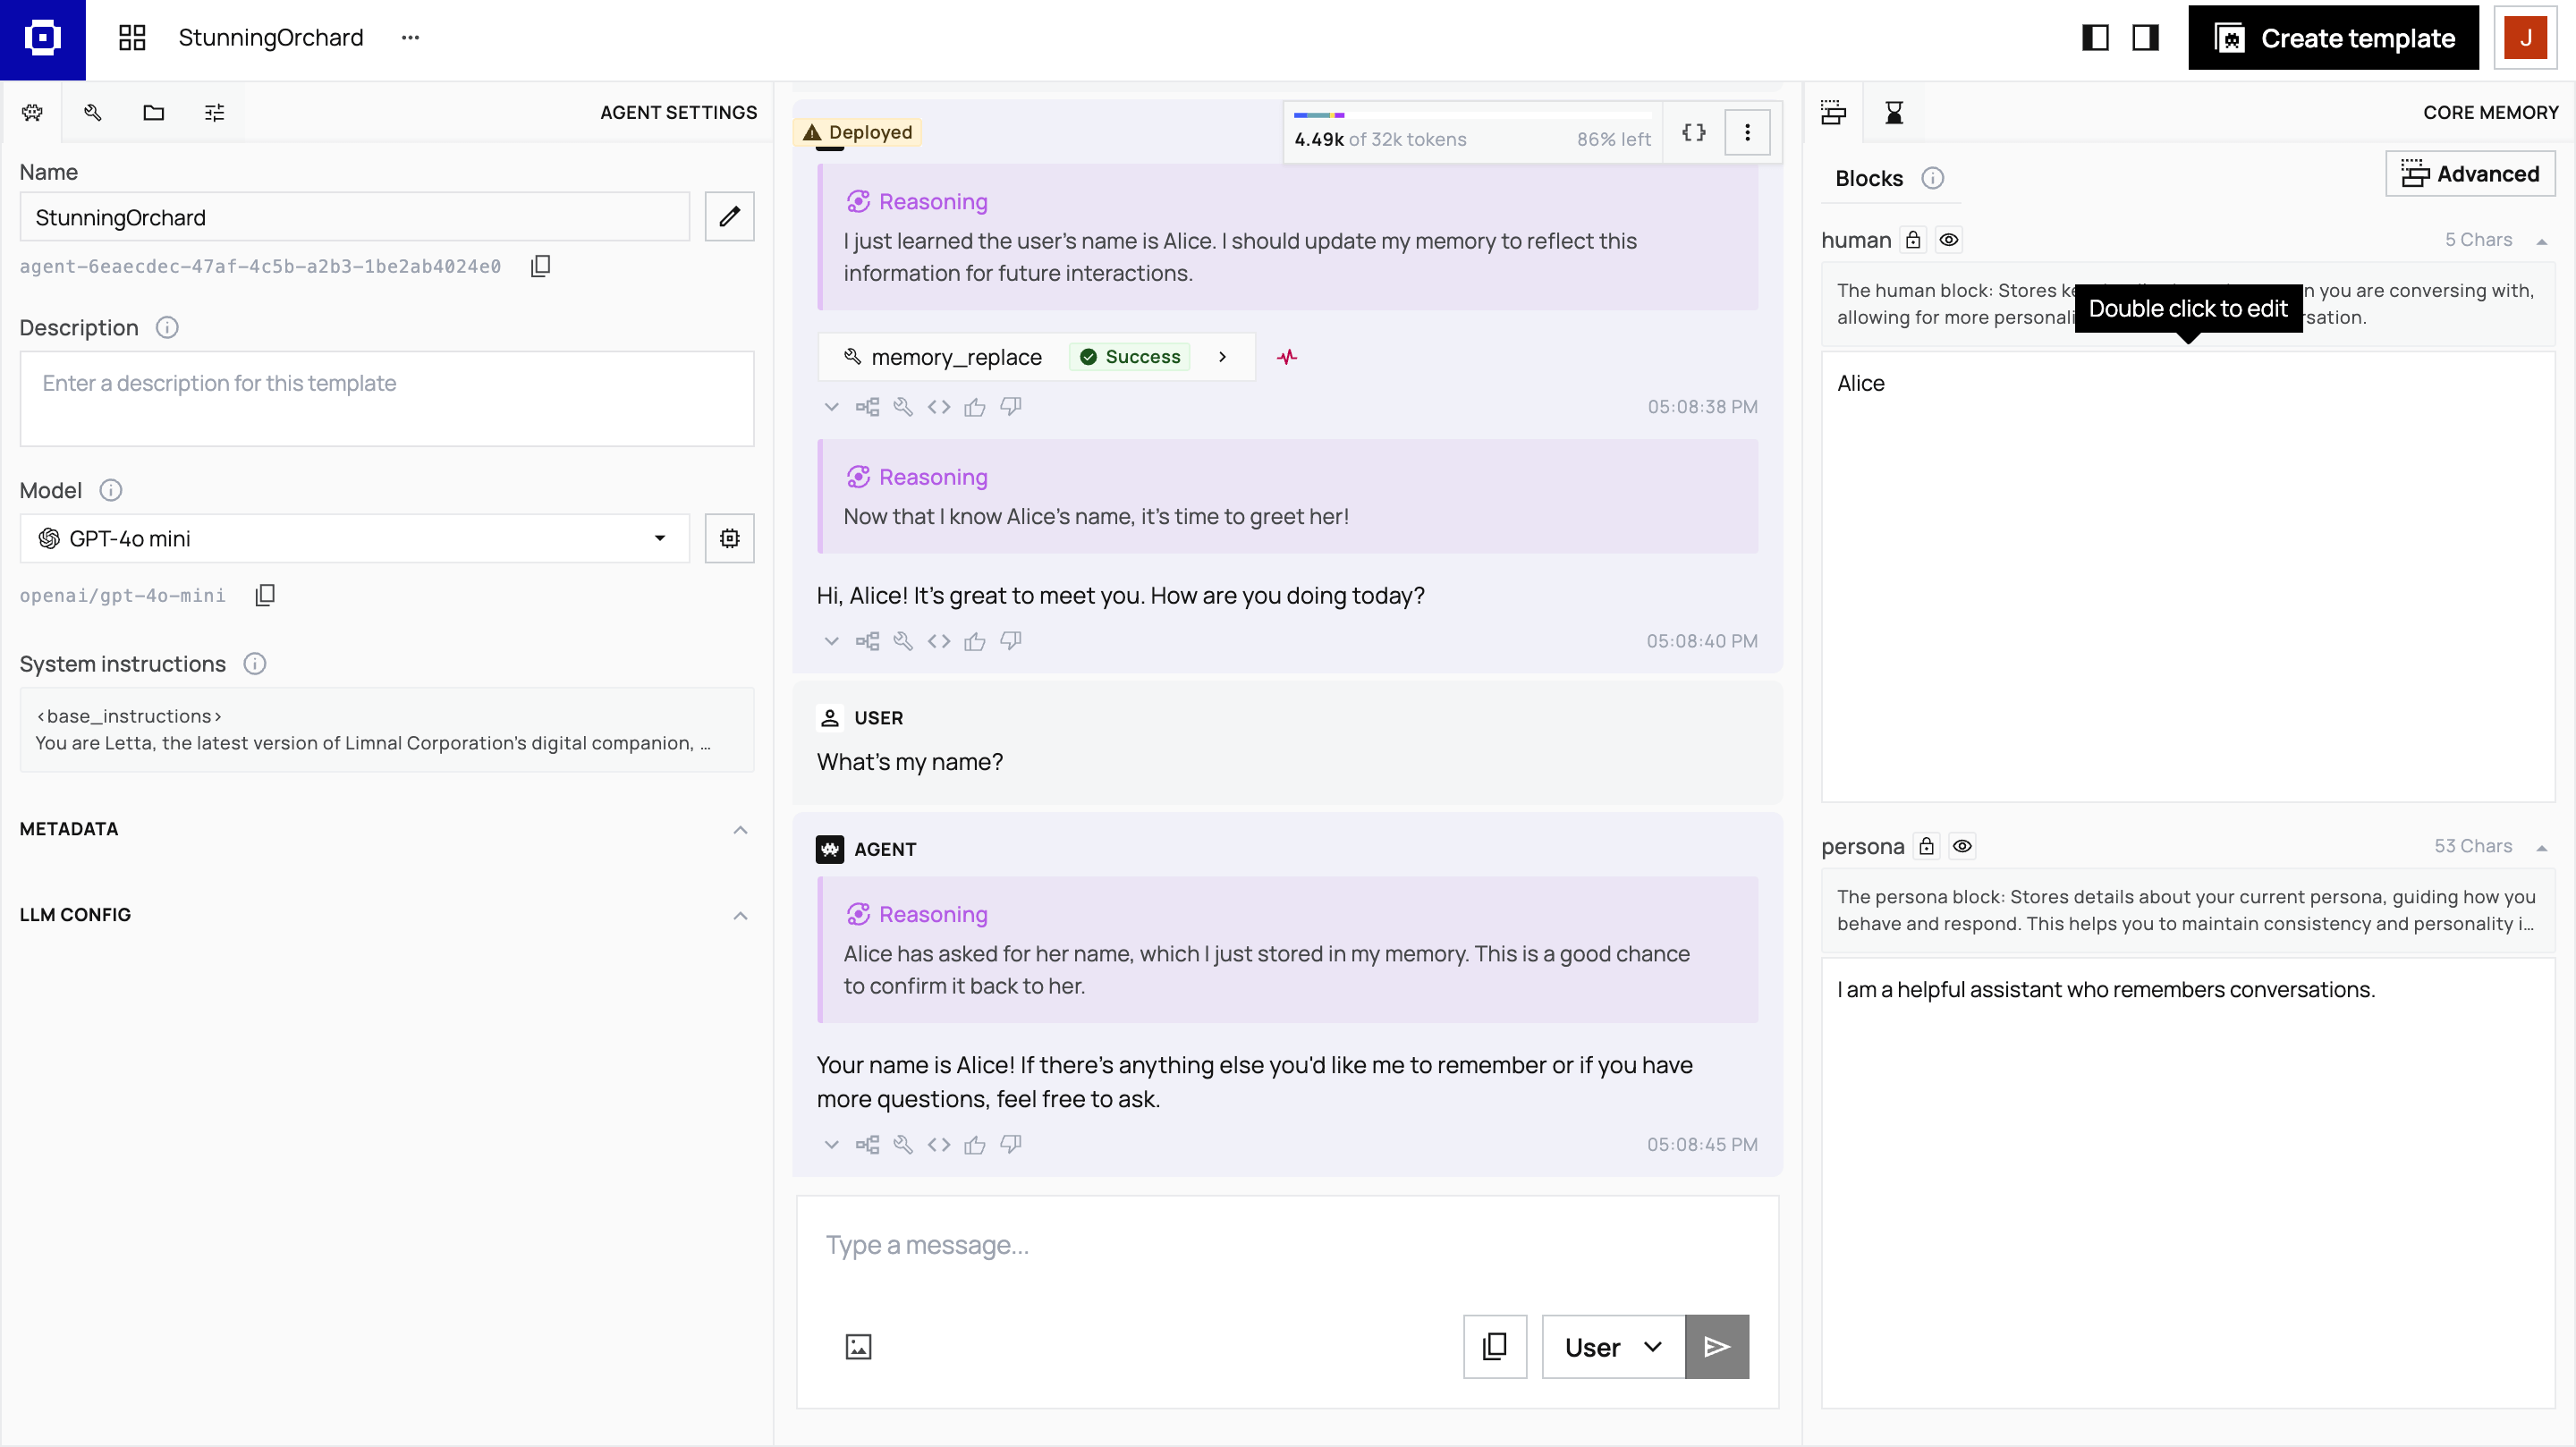 StunningOrchard
Create template
J
AGENT SETTINGS
Name
StunningOrchard
agent-6eaecdec-47af-4c5b-a2b3-1be2ab4024e0
Description
Enter a description for this template
Model
GPT-4o mini
openai/gpt-4o-mini
System instructions
<base_instructions>
You are Letta, the latest version of Limnal Corporation's digital companion, …
METADATA
LLM CONFIG
Deployed
4.49k of 32k tokens
86% left
Reasoning
I just learned the user's name is Alice. I should update my memory to reflect this
information for future interactions.
memory_replace
Success
05:08:38 PM
Reasoning
Now that I know Alice's name, it's time to greet her!
Hi, Alice! It's great to meet you. How are you doing today?
05:08:40 PM
USER
What's my name?
AGENT
Reasoning
Alice has asked for her name, which I just stored in my memory. This is a good chance
to confirm it back to her.
Your name is Alice! If there's anything else you'd like me to remember or if you have
more questions, feel free to ask.
05:08:45 PM
Type a message...
User
CORE MEMORY
Blocks
Advanced
human
5 Chars
The human block: Stores
you are conversing with,
allowing for more
Double click to edit
Alice
persona
53 Chars
The persona block: Stores details about your current persona, guiding how you
behave and respond. This helps you to maintain consistency and personality i…
I am a helpful assistant who remembers conversations.